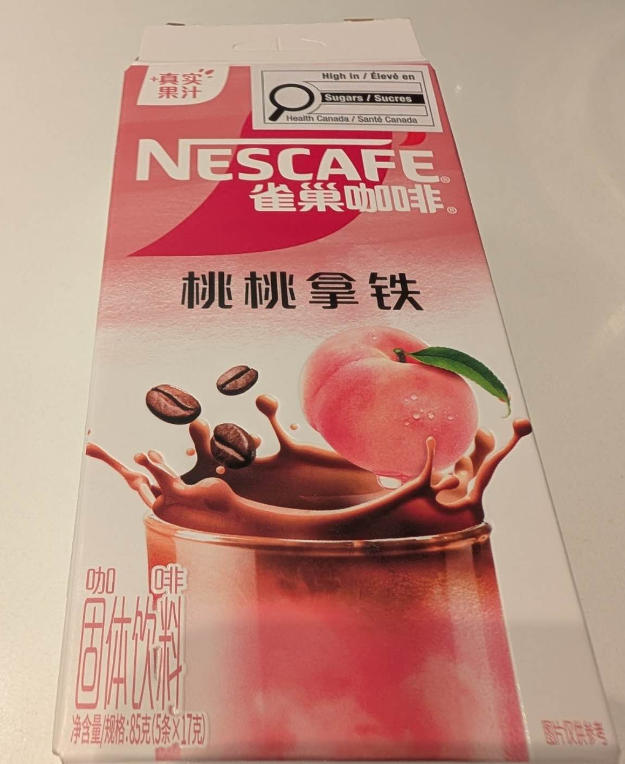 +真实
果汁
High in / Élevé en
Sugars / Sucres
Health Canada / Santé Canada
NESCAFÉ®
雀巢咖啡®
桃桃拿铁
咖啡
固体饮料
净含量/规格:85克(5条×17克)
图片仅供参考